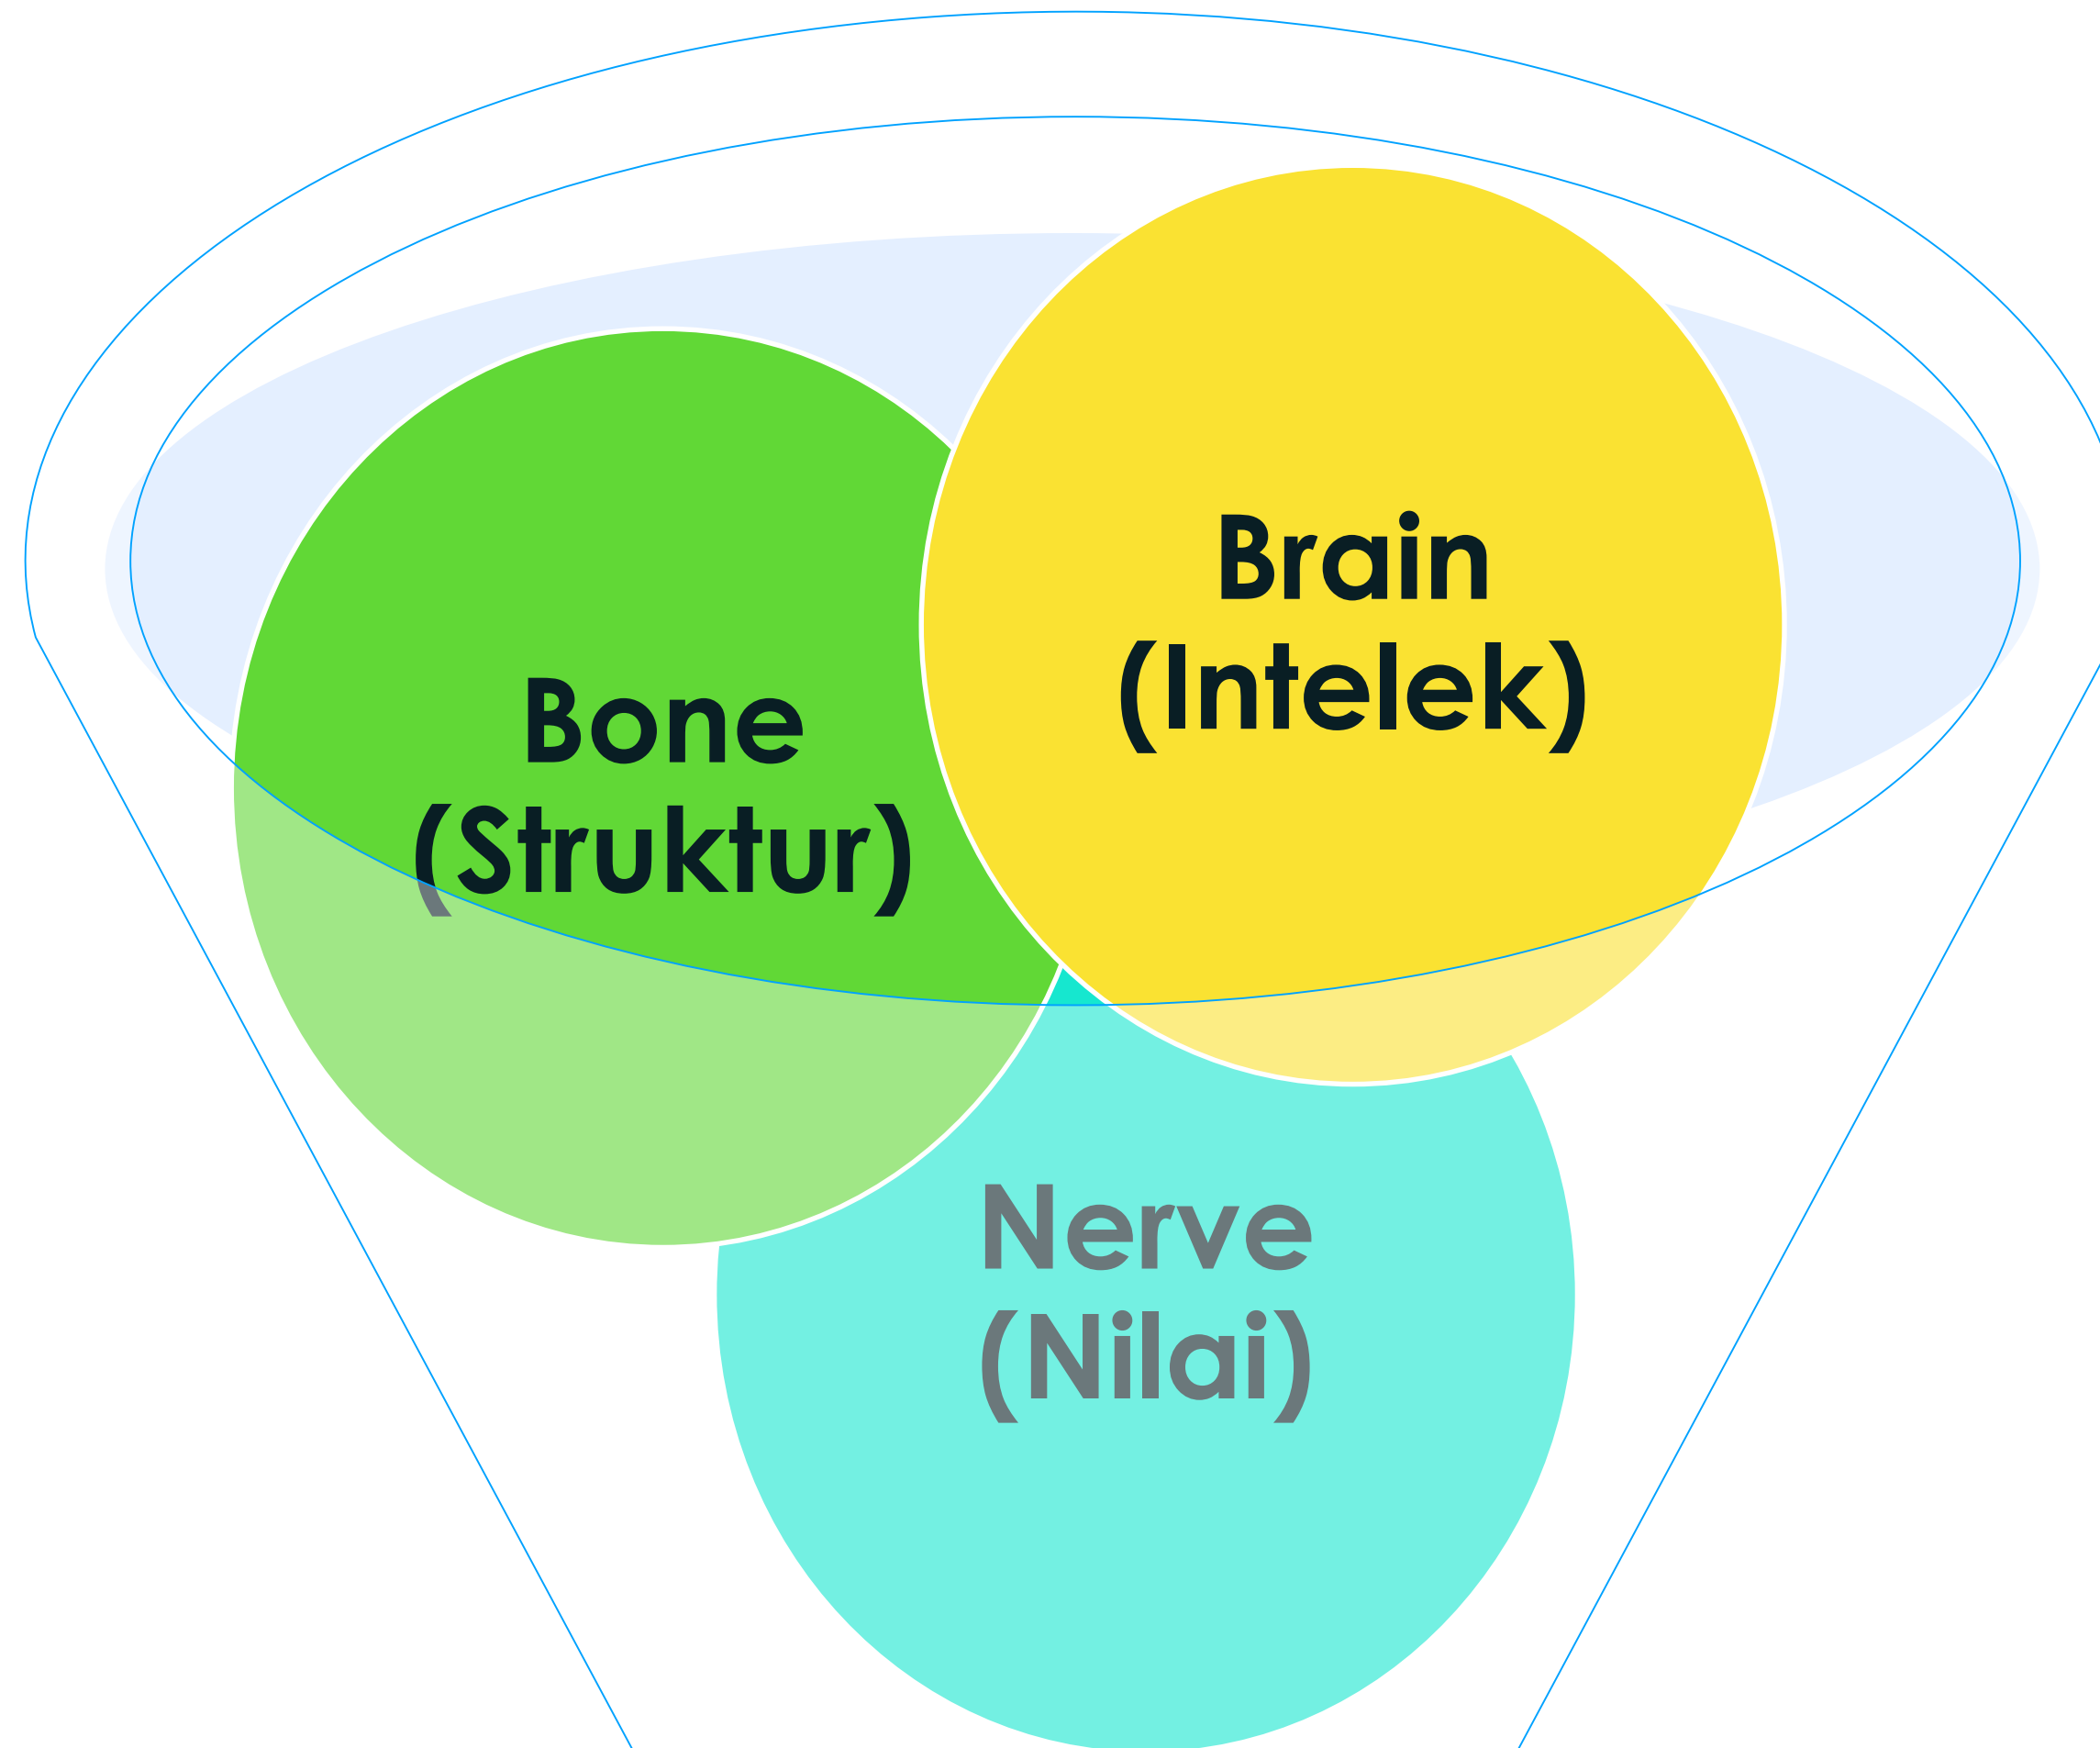 Brain
(Intelek)
Bone
(Struktur)
Nerve
(Nilai)